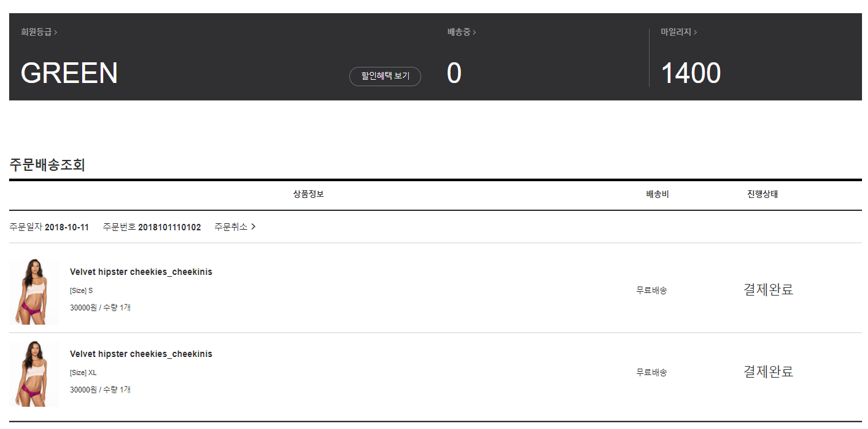 회원등급 >
배송중 >
마일리지 >
GREEN
할인혜택 보기
0
1400
주문배송조회
상품정보
배송비
진행상태
주문일자 2018-10-11 주문번호 2018101110102 주문취소 >
Velvet hipster cheekies_cheekinis
[Size] S
30000원 / 수량 1개
무료배송
결제완료
Velvet hipster cheekies_cheekinis
[Size] XL
30000원 / 수량 1개
무료배송
결제완료